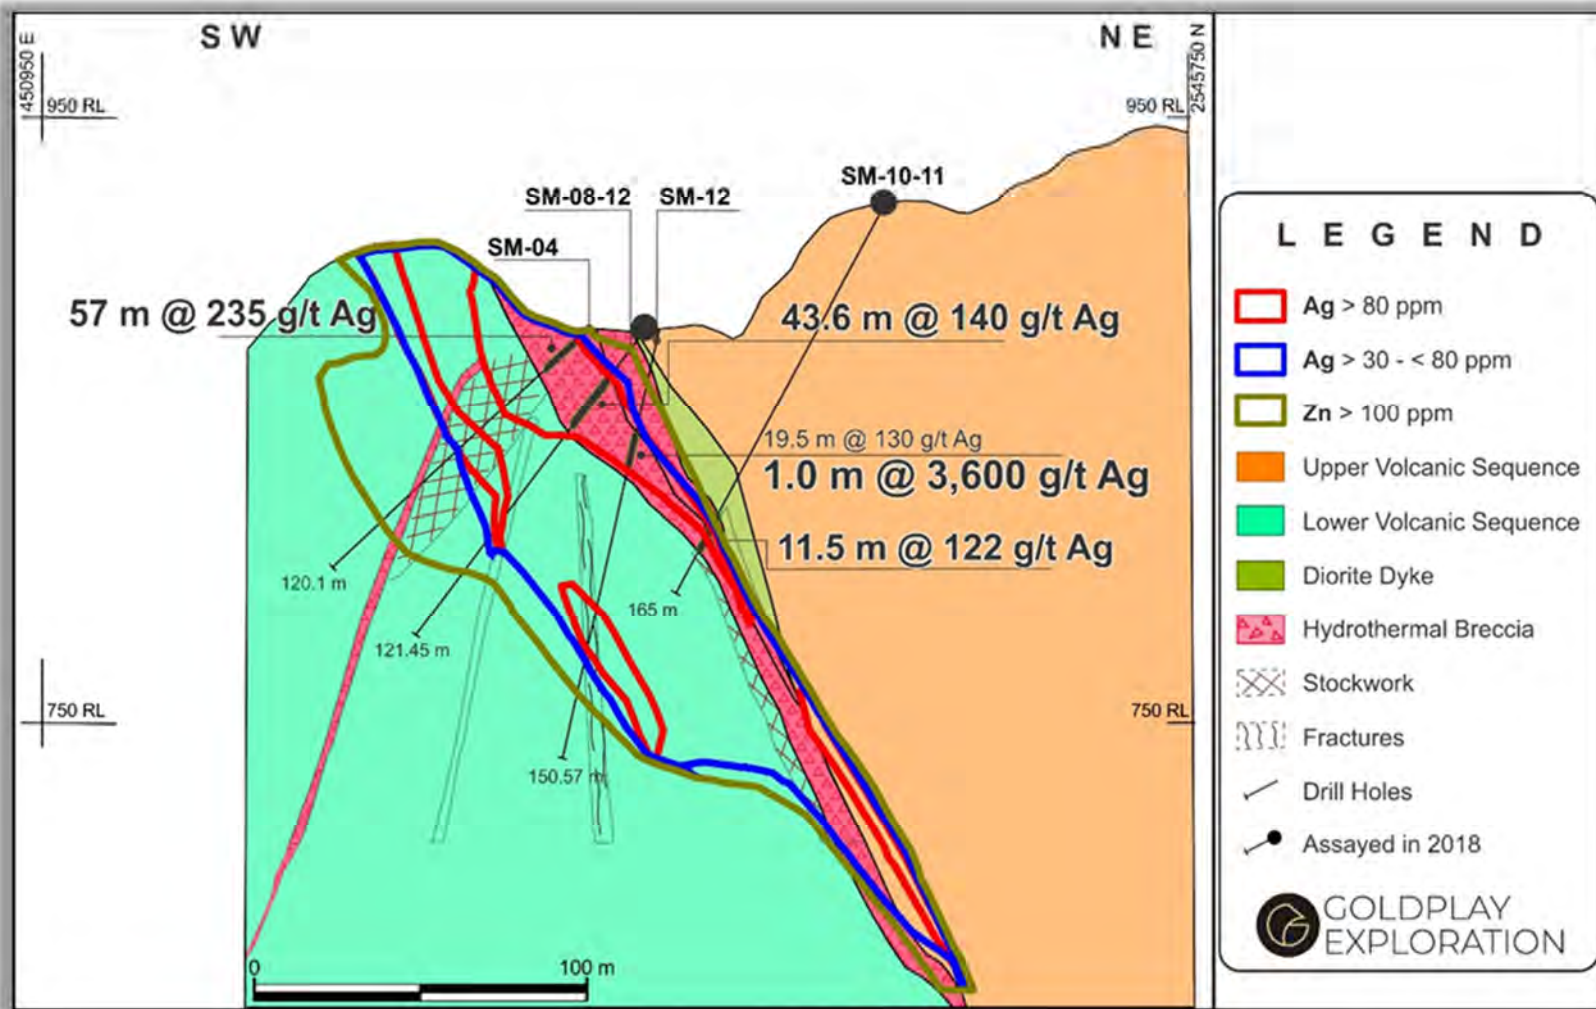 S W
N E
450950 E
2545750 N
950 RL
950 RL
SM-10-11
SM-08-12
SM-12
SM-04
57 m @ 235 g/t Ag
43.6 m @ 140 g/t Ag
19.5 m @ 130 g/t Ag
1.0 m @ 3,600 g/t Ag
11.5 m @ 122 g/t Ag
120.1 m
165 m
121.45 m
750 RL
750 RL
150.57 m
0
100 m
LEGEND
Ag > 80 ppm
Ag > 30 - < 80 ppm
Zn > 100 ppm
Upper Volcanic Sequence
Lower Volcanic Sequence
Diorite Dyke
Hydrothermal Breccia
Stockwork
Fractures
Drill Holes
Assayed in 2018
GOLDPLAY
EXPLORATION